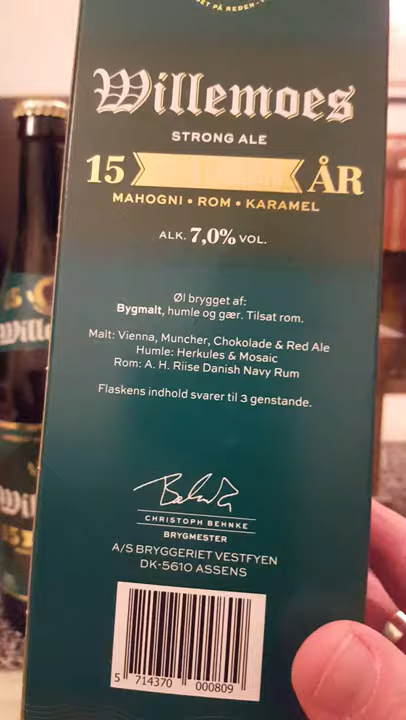 ET PÅ REDEN
Willemoes
STRONG ALE
15 ÅR
MAHOGNI • ROM • KARAMEL
ALK. 7,0% VOL.
Øl brygget af:
Bygmalt, humle og gær. Tilsat rom.
Malt: Vienna, Muncher, Chokolade & Red Ale
Humle: Herkules & Mosaic
Rom: A. H. Riise Danish Navy Rum
Flaskens indhold svarer til 3 genstande.
CHRISTOPH BEHNKE
BRYGMESTER
A/S BRYGGERIET VESTFYEN
DK-5610 ASSENS
5 714370 000809
Wille
Wil